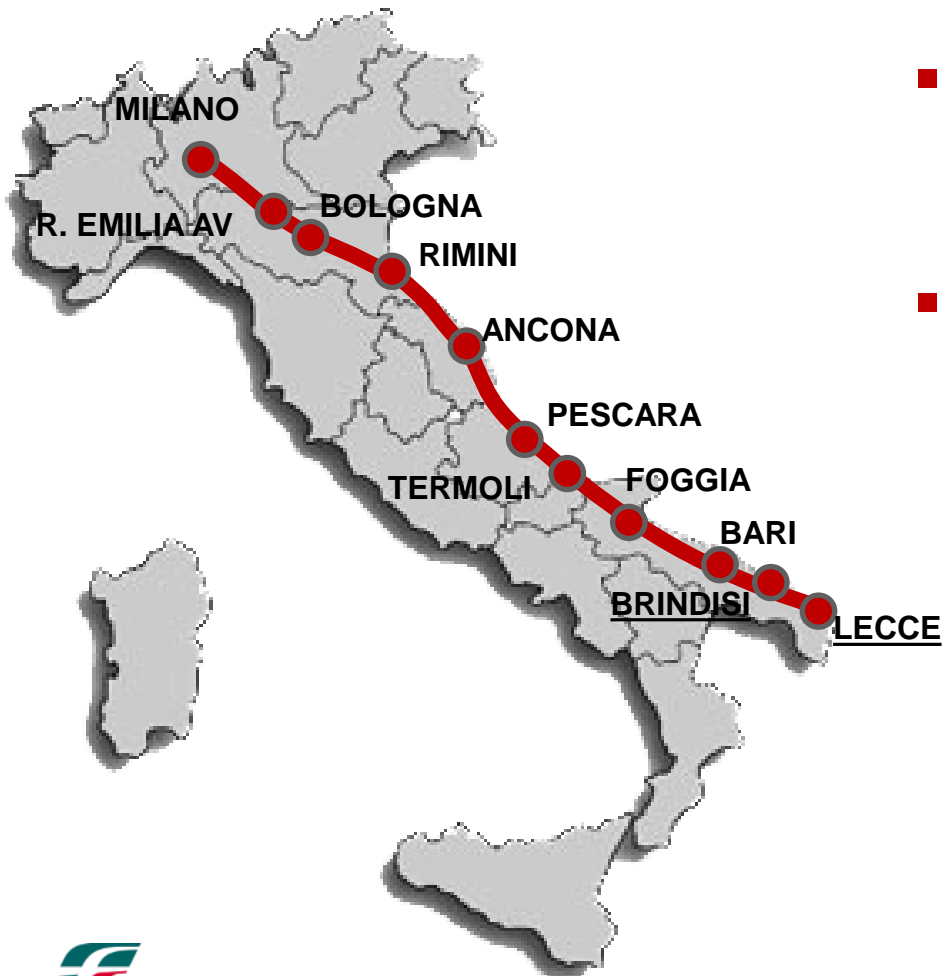 MILANO
BOLOGNA
R. EMILIA AV
RIMINI
ANCONA
PESCARA
FOGGIA
TERMOLI
BARI
BRINDISI
LECCE